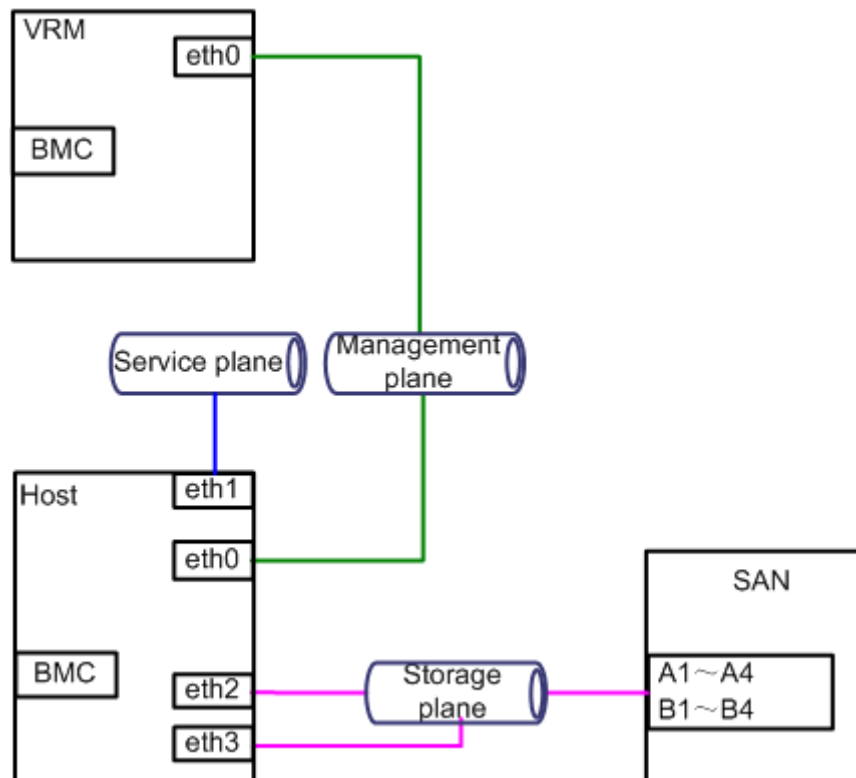 VRM
eth0
BMC
Service plane
Management
plane
Host
eth1
eth0
BMC
eth2
eth3
Storage
plane
SAN
A1～A4
B1～B4